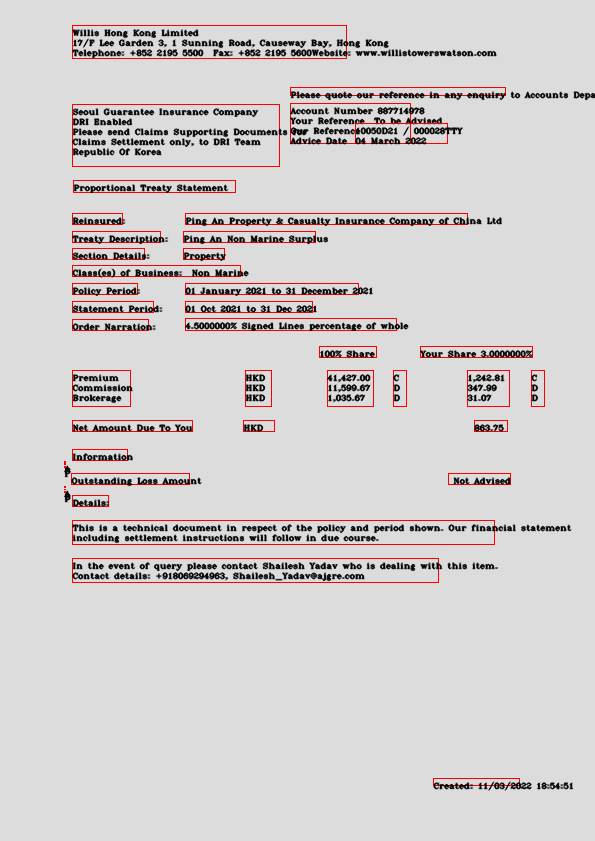 Willis Hong Kong Limited
17/F Lee Garden 3, 1 Sunning Road, Causeway Bay, Hong Kong
Telephone: +852 2195 5500 Fax: +852 2195 5600Website: www.willistowerswatson.com
Please quote our reference in any enquiry to Accounts Depa
Seoul Guarantee Insurance Company
DRI Enabled
Please send Claims Supporting Documents for
Claims Settlement only, to DRI Team
Republic Of Korea
Account Number 887714978
Your Reference To be Advised
Our Reference 10050D21 / 000028TTY
Advice Date 04 March 2022
Proportional Treaty Statement
Reinsured: Ping An Property & Casualty Insurance Company of China Ltd
Treaty Description: Ping An Non Marine Surplus
Section Details: Property
Class(es) of Business: Non Marine
Policy Period: 01 January 2021 to 31 December 2021
Statement Period: 01 Oct 2021 to 31 Dec 2021
Order Narration: 4.5000000% Signed Lines percentage of whole
100% Share Your Share 3.0000000%
Premium HKD 41,427.00 C 1,242.81 C
Commission HKD 11,599.67 D 347.99 D
Brokerage HKD 1,035.67 D 31.07 D
Net Amount Due To You HKD 863.75
Information
Outstanding Loss Amount Not Advised
Details:
This is a technical document in respect of the policy and period shown. Our financial statement
including settlement instructions will follow in due course.
In the event of query please contact Shailesh Yadav who is dealing with this item.
Contact details: +918069294963, Shailesh_Yadav@ajgre.com
Created: 11/03/2022 18:54:51